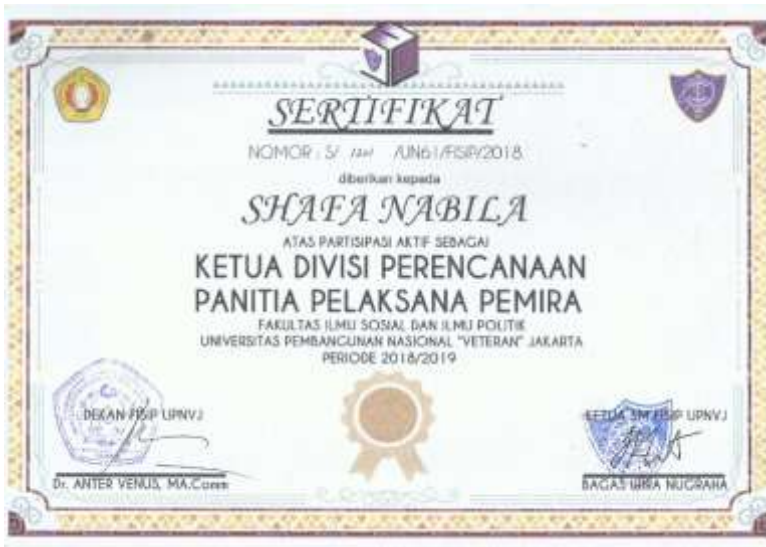 SERTIFIKAT
NOMOR : S/ /UN61/FISIP/2018
diberikan kepada
SHAFA NABILA
ATAS PARTISIPASI AKTIF SEBAGAI
KETUA DIVISI PERENCANAAN
PANITIA PELAKSANA PEMIRA
FAKULTAS ILMU SOSIAL DAN ILMU POLITIK
UNIVERSITAS PEMBANGUNAN NASIONAL "VETERAN" JAKARTA
PERIODE 2018/2019
DEKAN FISIP UPNVJ
KETUA SM FISIP UPNVJ
Dr. ANTER VENUS, MA.Comm
BAGAS WIRA NUGRAHA